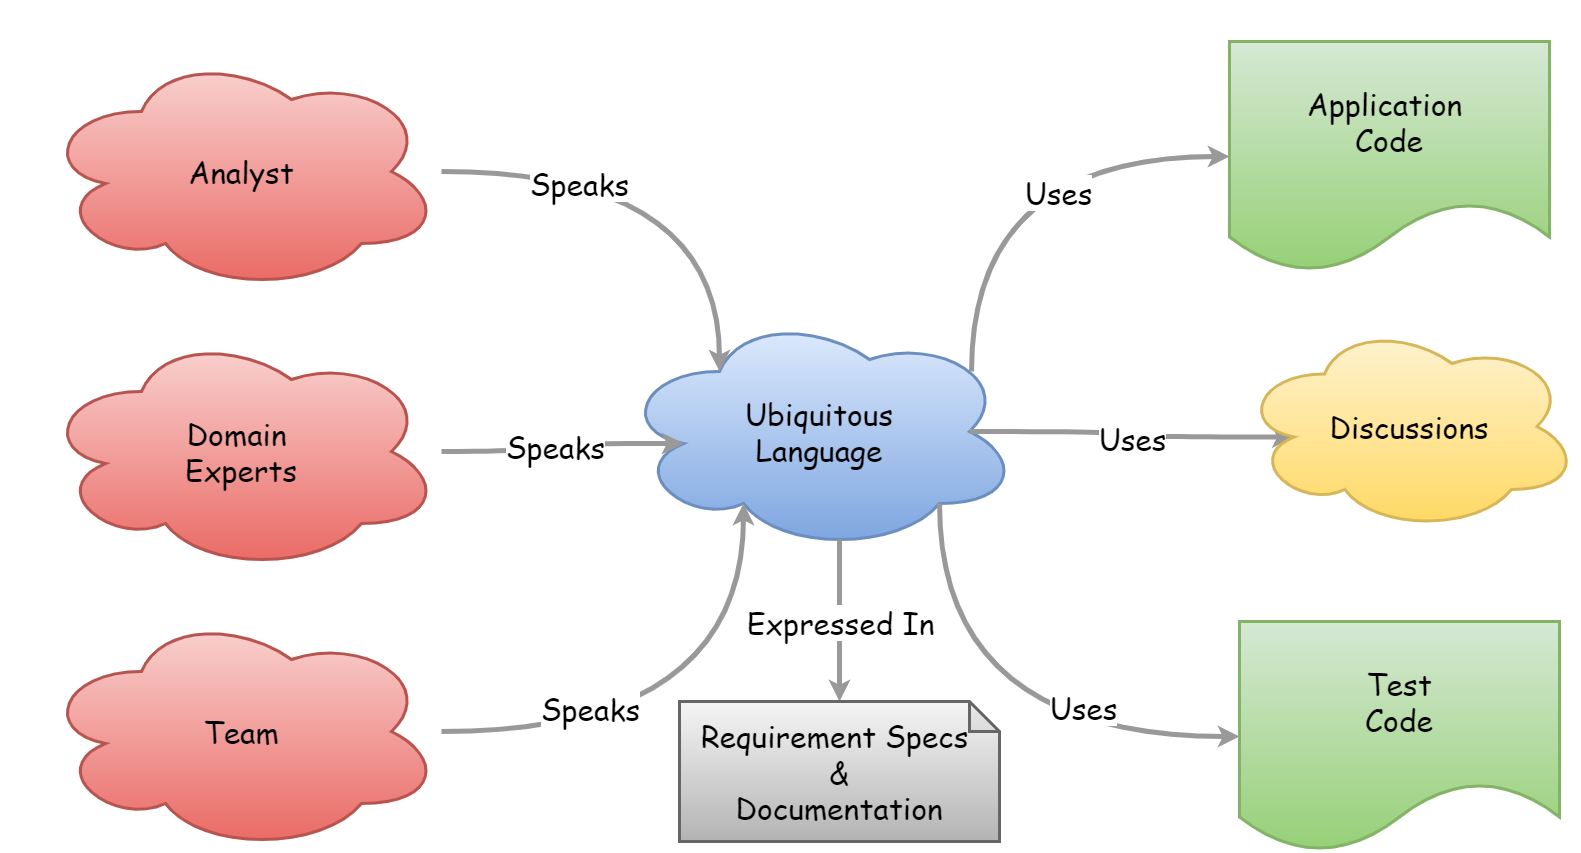 Analyst
Speaks
Uses
Application
Code
Domain
Experts
Speaks
Ubiquitous
Language
Uses
Discussions
Team
Speaks
Expressed In
Requirement Specs
&
Documentation
Uses
Test
Code